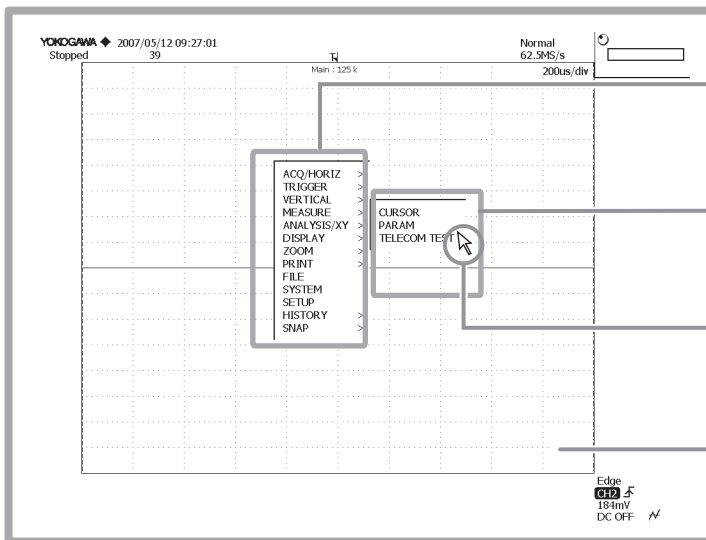 YOKOGAWA ◆ 2007/05/12 09:27:01
Normal
Stopped 39
62.5MS/s
Main : 125 k
200us/div
ACQ/HORIZ >
TRIGGER >
VERTICAL >
MEASURE >
ANALYSIS/XY >
DISPLAY >
ZOOM >
PRINT >
FILE
SYSTEM
SETUP
HISTORY >
SNAP >
CURSOR
PARAM
TELECOM TEST
Edge
CH2
184mV
DC OFF